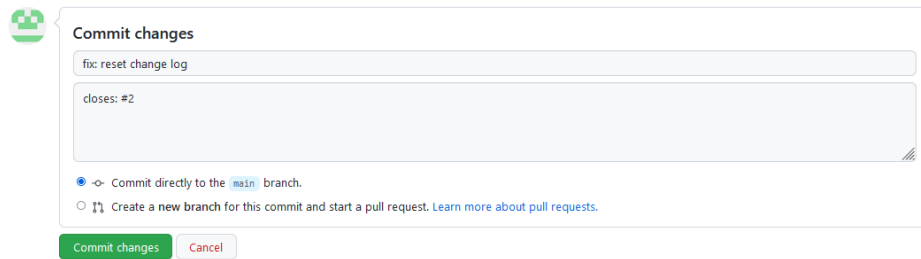 Commit changes
fix: reset change log
closes: #2
Commit directly to the main branch.
Create a new branch for this commit and start a pull request. Learn more about pull requests.
Commit changes Cancel